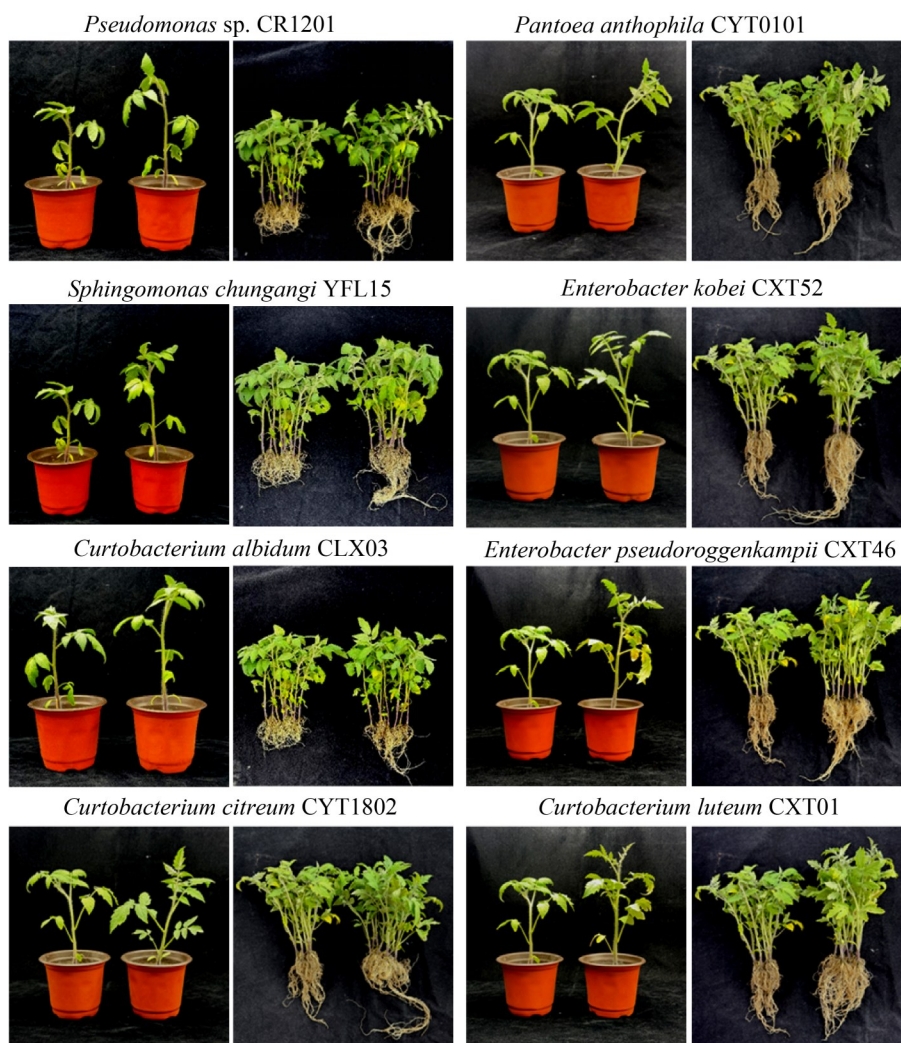 Pseudomonas sp. CR1201
Pantoea anthophila CYT0101
Sphingomonas chungangi YFL15
Enterobacter kobei CXT52
Curtobacterium albidum CLX03
Enterobacter pseudoroggenkampii CXT46
Curtobacterium citreum CYT1802
Curtobacterium luteum CXT01